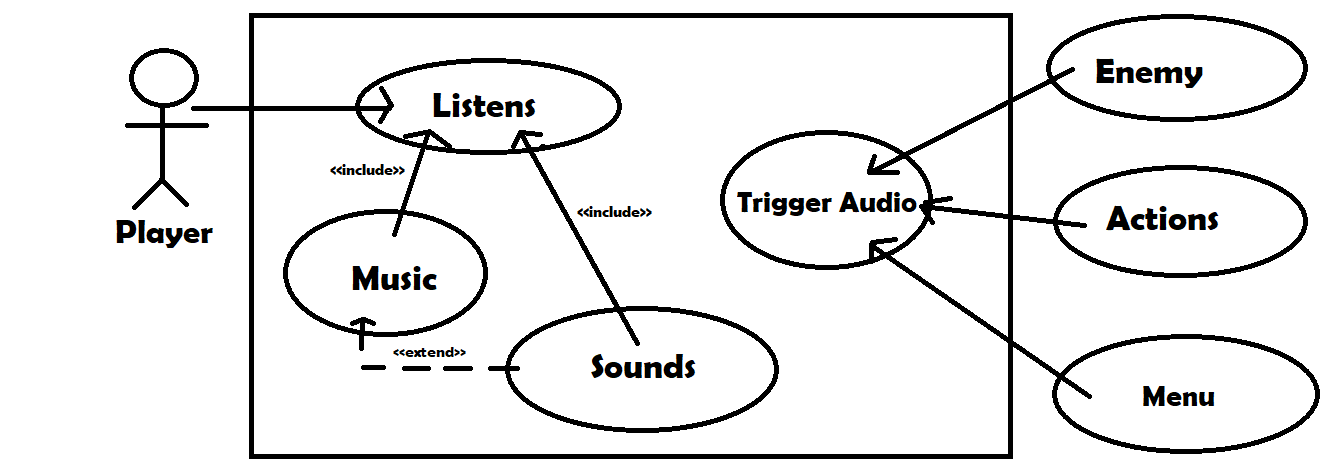 Enemy
Listens
<<include>>
Trigger Audio
<<include>>
Actions
Player
Music
<<extend>>
Sounds
Menu